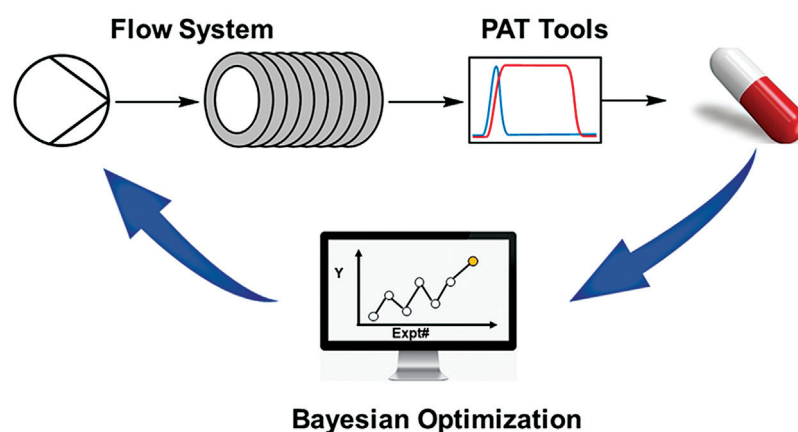 Flow System
PAT Tools
Y
Expt#
Bayesian Optimization